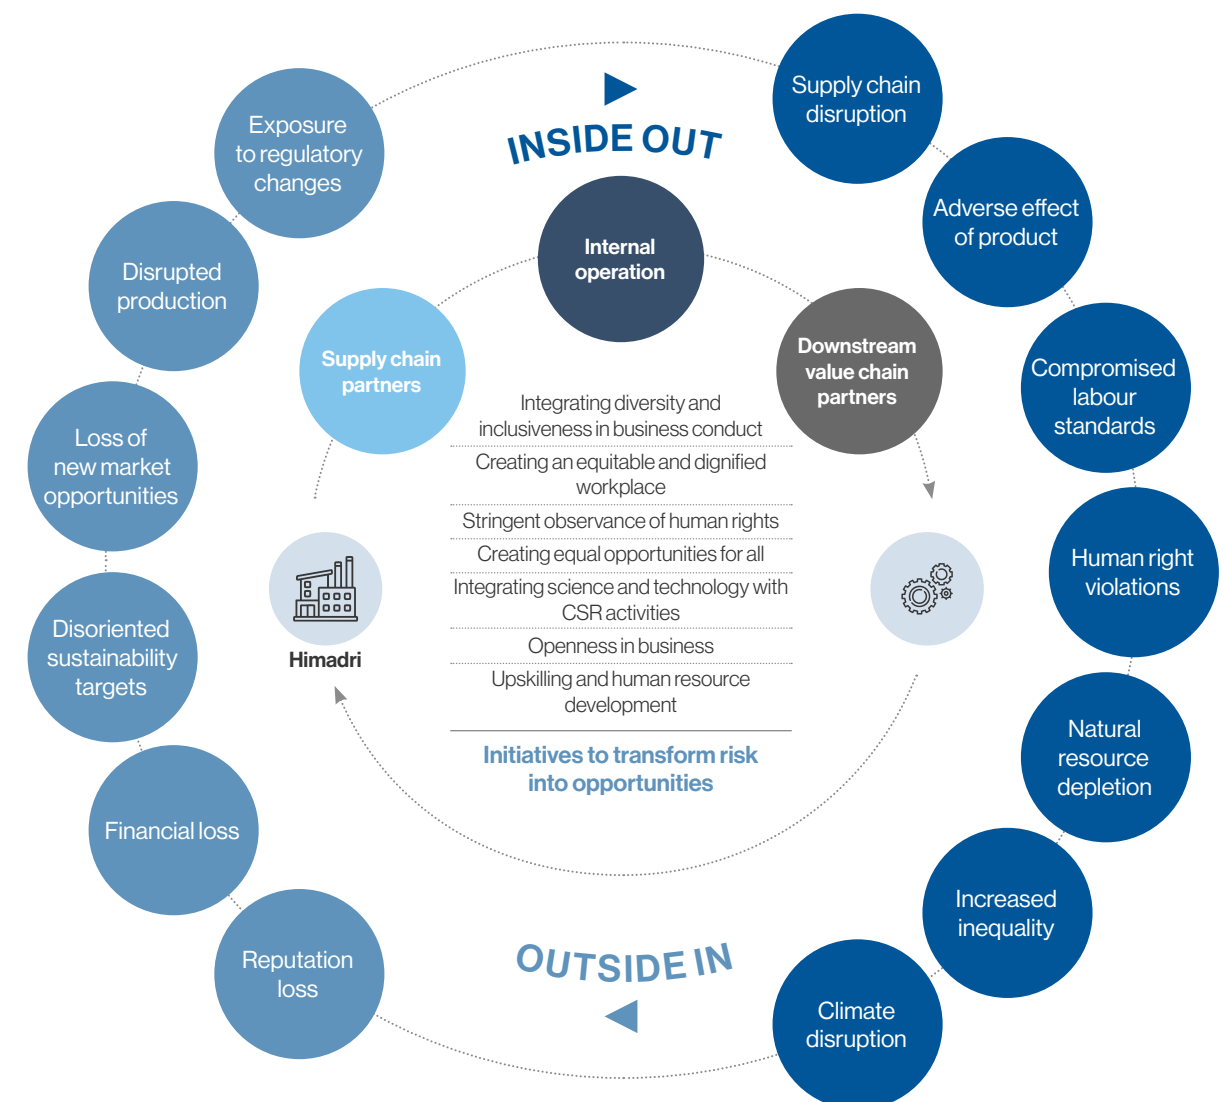 INSIDE OUT
Internal
operation
Supply chain
partners
Downstream
value chain
partners
Supply chain
disruption
Adverse effect
of product
Compromised
labour
standards
Human right
violations
Natural
resource
depletion
Increased
inequality
Climate
disruption
Exposure
to regulatory
changes
Disrupted
production
Loss of
new market
opportunities
Disoriented
sustainability
targets
Financial loss
Reputation
loss
Himadri
Integrating diversity and
inclusiveness in business conduct
Creating an equitable and dignified
workplace
Stringent observance of human rights
Creating equal opportunities for all
Integrating science and technology with
CSR activities
Openness in business
Upskilling and human resource
development
Initiatives to transform risk
into opportunities
OUTSIDE IN